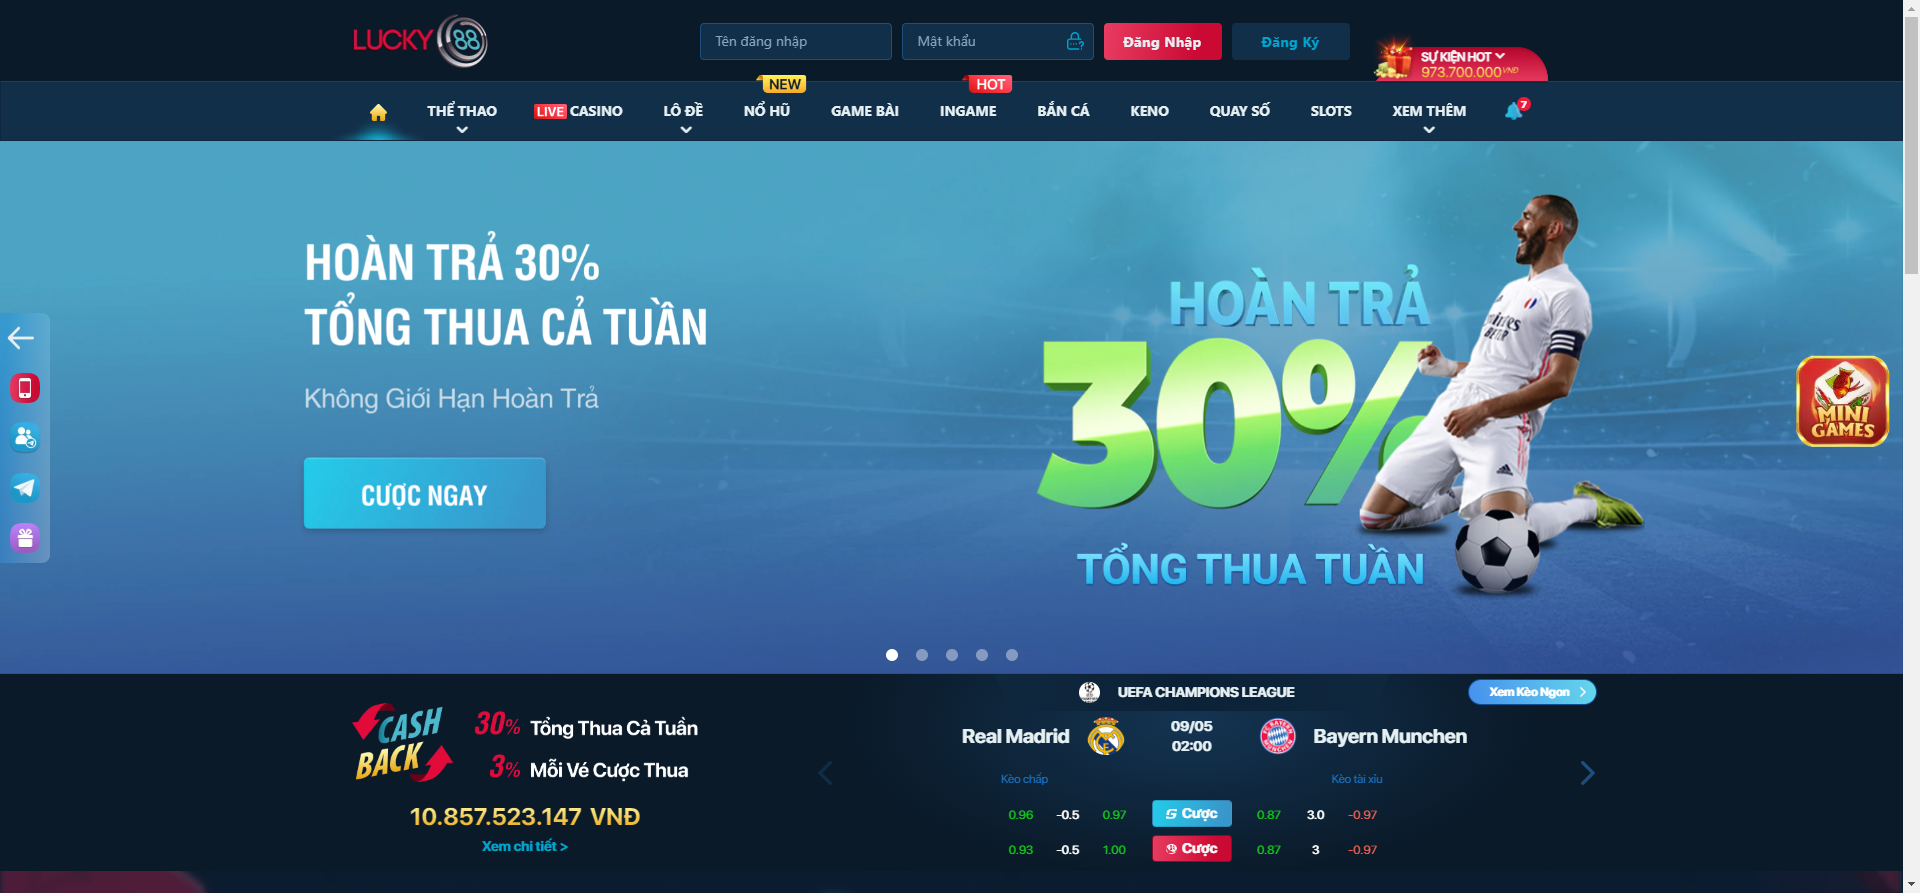 LUCKY 88
Tên đăng nhập
Mật khẩu
Đăng Nhập
Đăng Ký
SỰ KIỆN HOT
973.700.000 VNĐ
NEW
HOT
THỂ THAO
LIVE CASINO
LÔ ĐỀ
NỔ HŨ
GAME BÀI
INGAME
BẮN CÁ
KENO
QUAY SỐ
SLOTS
XEM THÊM
7
HOÀN TRẢ 30%
TỔNG THUA CẢ TUẦN
Không Giới Hạn Hoàn Trả
CƯỢC NGAY
HOÀN TRẢ
30%
TỔNG THUA TUẦN
Emirates
FLY
BETTER
MINI
GAMES
CASH
BACK
30% Tổng Thua Cả Tuần
3% Mỗi Vé Cược Thua
10.857.523.147 VNĐ
Xem chi tiết >
UEFA CHAMPIONS LEAGUE
Xem Kèo Ngon
Real Madrid
09/05
02:00
Bayern Munchen
Kèo chấp
Kèo tài xỉu
0.96 -0.5 0.97 Cược 0.87 3.0 -0.97
0.93 -0.5 1.00 Cược 0.87 3 -0.97